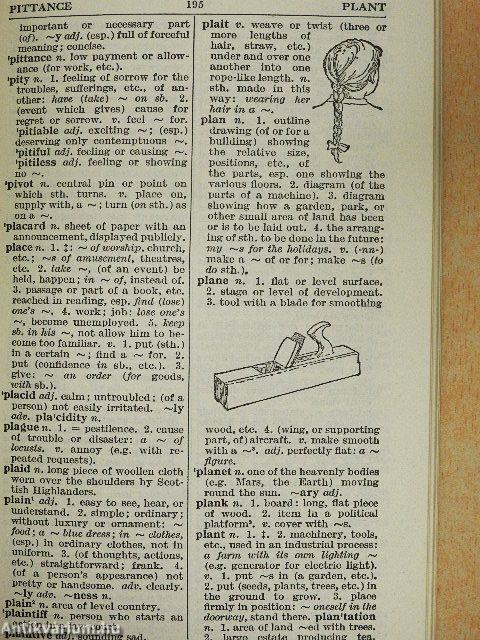 PITTANCE
195
PLANT
important or necessary part
(of). ~y adj. (esp.) full of forceful
meaning; concise.
'pittance n. low payment or allow-
ance (for work, etc.).
'pity n. 1. feeling of sorrow for the
troubles, sufferings, etc., of an-
other: have (take) ~ on sb. 2.
(event which gives) cause for
regret or sorrow. v. feel ~ for.
'pitiable adj. exciting ~; (esp.)
deserving only contemptuous ~.
'pitiful adj. feeling or causing ~.
'pitiless adj. feeling or showing
no ~.
'pivot n. central pin or point on
which sth. turns. v. place on,
supply with, a ~; turn (on sth.) as
on a ~.
'placard n. sheet of paper with an
announcement, displayed publicly.
place n. 1. ‡: ~ of worship, church,
etc.; ~s of amusement, theatres,
etc. 2. take ~, (of an event) be
held, happen; in ~ of, instead of.
3. passage or part of a book, etc.
reached in reading, esp. find (lose)
one's ~. 4. work; job: lose one's
~, become unemployed. 5. keep
sb. in his ~, not allow him to be-
come too familiar. v. 1. put (sth.)
in a certain ~; find a ~ for. 2.
put (confidence in sb., etc.). 3.
give: ~ an order (for goods,
with sb.).
'placid adj. calm; untroubled; (of a
person) not easily irritated. ~ly
adv. pla'cidity n.
plague n. 1. = pestilence. 2. cause
of trouble or disaster: a ~ of
locusts. v. annoy (e.g. with re-
peated requests).
plaid n. long piece of woollen cloth
worn over the shoulders by Scot-
tish Highlanders.
plain¹ adj. 1. easy to see, hear, or
understand. 2. simple; ordinary;
without luxury or ornament: ~
food; a ~ blue dress; in ~ clothes,
(esp.) in ordinary clothes, not in
uniform. 3. (of thoughts, actions,
etc.) straightforward; frank. 4.
(of a person's appearance) not
pretty or handsome. adv. clearly.
~ly adv. ~ness n.
plain² n. area of level country.
'plaintiff n. person who starts an
'plaintive adj. sounding sad.
plait v. weave or twist (three or
more lengths of
hair, straw, etc.)
under and over one
another into one
rope-like length. n.
sth. made in this
way: wearing her
hair in a ~.
plan n. 1. outline
drawing (of or for a
building) showing
the relative size,
positions, etc., of
the parts, esp. one showing the
various floors. 2. diagram (of the
parts of a machine). 3. diagram
showing how a garden, park, or
other small area of land has been
or is to be laid out. 4. the arrang-
ing of sth. to be done in the future:
my ~s for the holidays. v. (-nn-)
make a ~ of or for; make ~s (to
do sth.).
plane n. 1. flat or level surface.
2. stage or level of development.
3. tool with a blade for smoothing
wood, etc. 4. (wing, or supporting
part, of) aircraft. v. make smooth
with a ~³. adj. perfectly flat: a ~
figure.
'planet n. one of the heavenly bodies
(e.g. Mars, the Earth) moving
round the sun. ~ary adj.
plank n. 1. board: long, flat piece
of wood. 2. item in a political
platform². v. cover with ~s.
plant n. 1. ‡. 2. machinery, tools,
etc., used in an industrial process:
a farm with its own lighting ~
(e.g. generator for electric light).
v. 1. put ~s in (a garden, etc.).
2. put (seeds, plants, trees, etc.) in
the ground to grow. 3. place
firmly in position: ~ oneself in the
doorway, stand there. plan'tation
n. 1. area of land ~ed with trees.
2. large estate producing tea,